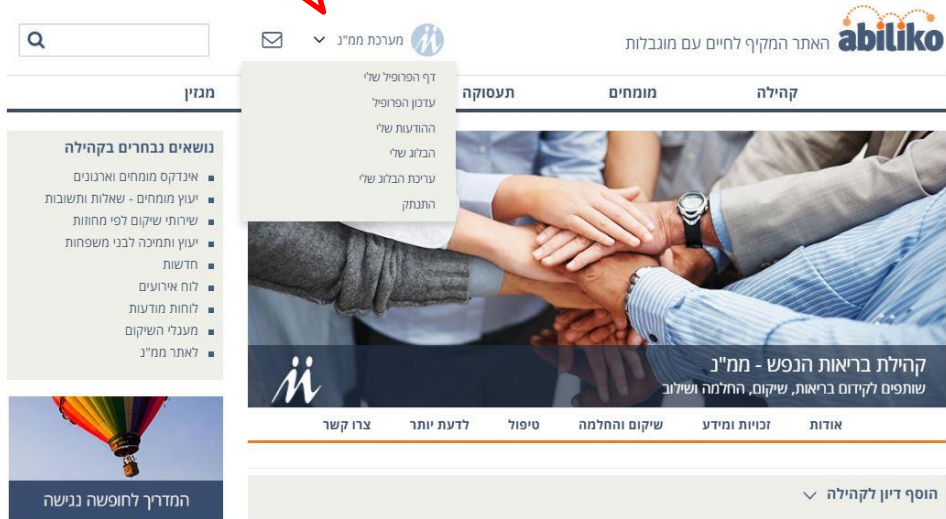 abiliko
האתר המקיף לחיים עם מוגבלות
מערכת ממ"נ
דף הפרופיל שלי
עדכון הפרופיל
ההודעות שלי
הבלוג שלי
עריכת הבלוג שלי
התנתק
קהילה
מומחים
תעסוקה
מגזין
נושאים נבחרים בקהילה
אינדקס מומחים וארגונים
יעוץ מומחים - שאלות ותשובות
שירותי שיקום לפי מחוזות
יעוץ ותמיכה לבני משפחות
חדשות
לוח אירועים
לוחות מודעות
מעגלי השיקום
לאתר ממ"נ
קהילת בריאות הנפש - ממ"נ
שותפים לקידום בריאות, שיקום, החלמה ושילוב
אודות
זכויות ומידע
שיקום והחלמה
טיפול
לדעת יותר
צרו קשר
המדריך לחופשה נגישה
הוסף דיון לקהילה